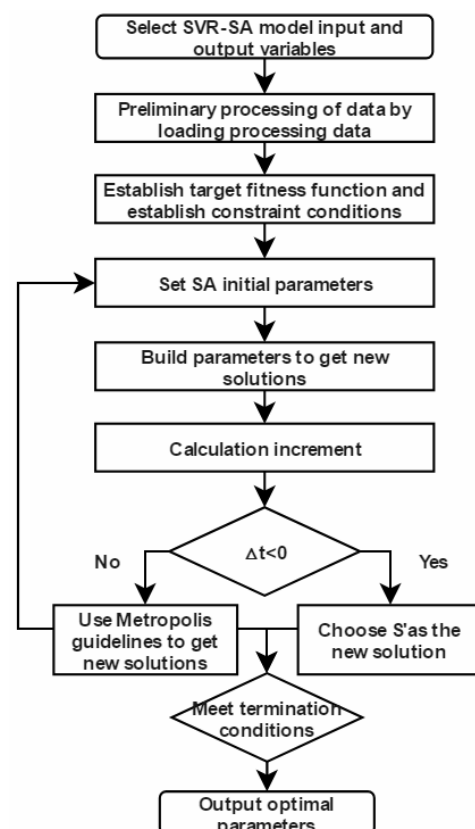 Select SVR-SA model input and
output variables
Preliminary processing of data by
loading processing data
Establish target fitness function and
establish constraint conditions
Set SA initial parameters
Build parameters to get new
solutions
Calculation increment
Δt<0
No
Yes
Use Metropolis
guidelines to get
new solutions
Choose S'as the
new solution
Meet termination
conditions
Output optimal
parameters